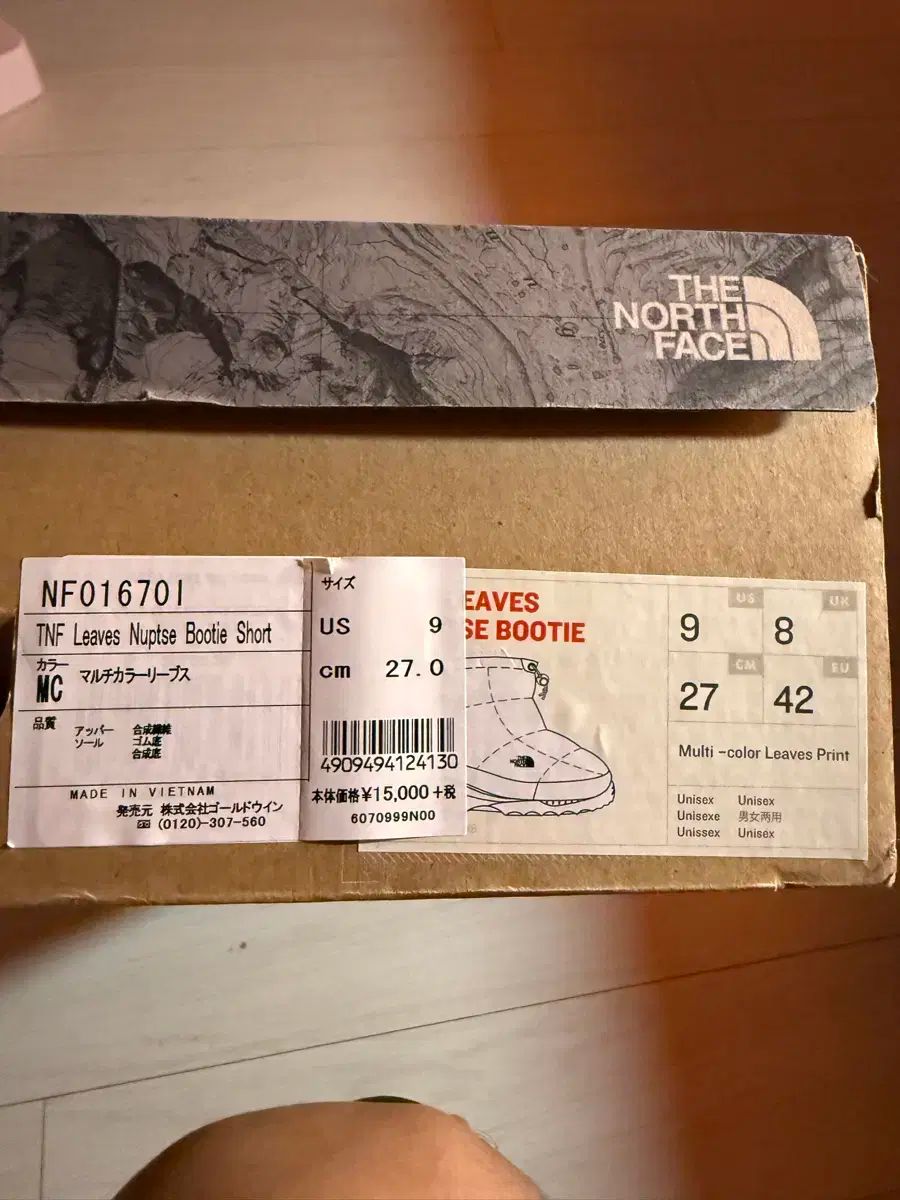 THE
NORTH
FACE
NF01670I
TNF Leaves Nuptse Bootie Short
カラー
MC マルチカラーリーブス
品質
アッパー 合成繊維
ソール ゴム底
合成底
MADE IN VIETNAM
発売元 株式会社ゴールドウイン
(0120)-307-560
サイズ
US 9
cm 27.0
4909494124130
本体価格¥15,000+税
6070999N00
EAVES
SE BOOTIE
US
9
UK
8
CM
27
EU
42
Multi -color Leaves Print
Unisex Unisex
Unisexe 男女两用
Unissex Unisex